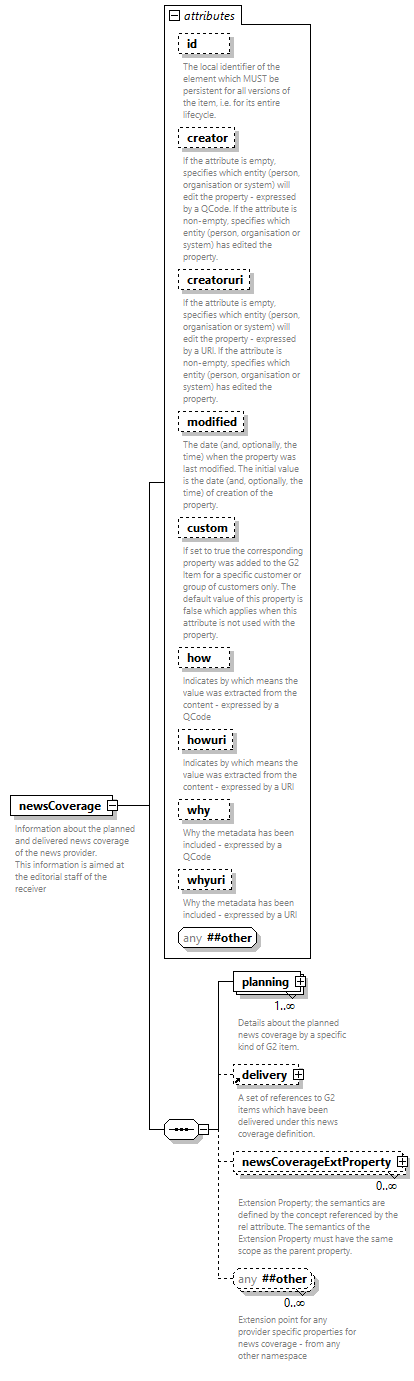 attributes
id
The local identifier of the
element which MUST be
persistent for all versions of
the item, i.e. for its entire
lifecycle.
creator
If the attribute is empty,
specifies which entity (person,
organisation or system) will
edit the property - expressed
by a QCode. If the attribute is
non-empty, specifies which
entity (person, organisation or
system) has edited the
property.
creatoruri
If the attribute is empty,
specifies which entity (person,
organisation or system) will
edit the property - expressed
by a URI. If the attribute is
non-empty, specifies which
entity (person, organisation or
system) has edited the
property.
modified
The date (and, optionally, the
time) when the property was
last modified. The initial value
is the date (and, optionally, the
time) of creation of the
property.
custom
If set to true the corresponding
property was added to the G2
Item for a specific customer or
group of customers only. The
default value of this property is
false which applies when this
attribute is not used with the
property.
how
Indicates by which means the
value was extracted from the
content - expressed by a
QCode
howuri
Indicates by which means the
value was extracted from the
content - expressed by a URI
why
Why the metadata has been
included - expressed by a
QCode
whyuri
Why the metadata has been
included - expressed by a URI
any ##other
newsCoverage
Information about the planned
and delivered news coverage
of the news provider.
This information is aimed at
the editorial staff of the
receiver
planning
1..∞
Details about the planned
news coverage by a specific
kind of G2 item.
delivery
A set of references to G2
items which have been
delivered under this news
coverage definition.
newsCoverageExtProperty
0..∞
Extension Property; the semantics are
defined by the concept referenced by the
rel attribute. The semantics of the
Extension Property must have the same
scope as the parent property.
any ##other
0..∞
Extension point for any
provider specific properties for
news coverage - from any
other namespace